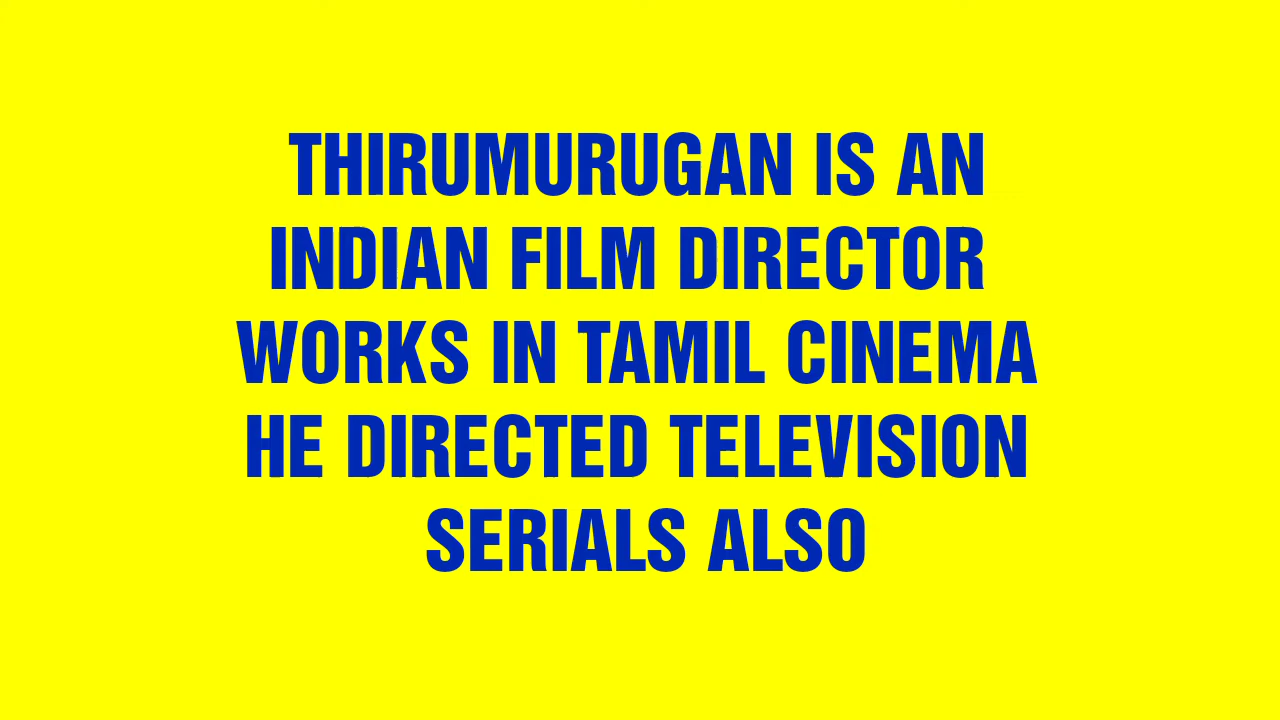 THIRUMURUGAN IS AN
INDIAN FILM DIRECTOR
WORKS IN TAMIL CINEMA
HE DIRECTED TELEVISION
SERIALS ALSO